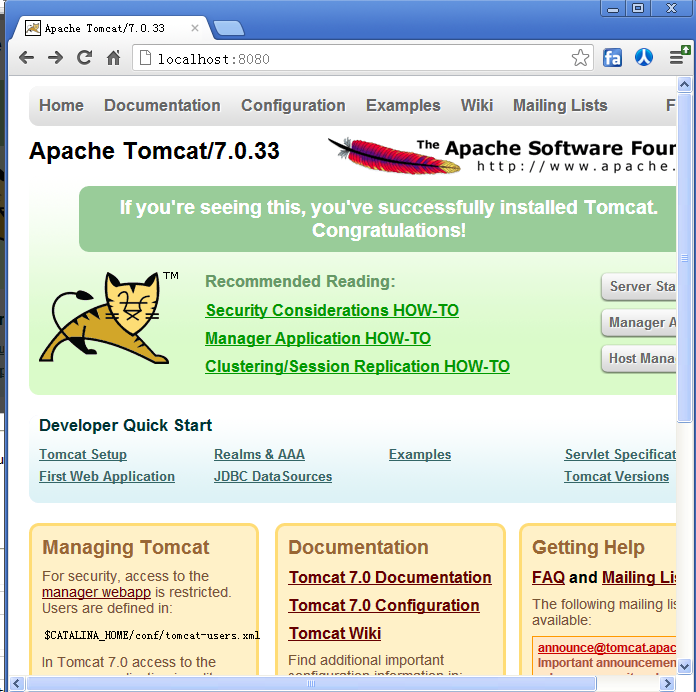 Apache Tomcat/7.0.33
localhost:8080
Home Documentation Configuration Examples Wiki Mailing Lists F
Apache Tomcat/7.0.33
The Apache Software Foun
http://www.apache.
If you're seeing this, you've successfully installed Tomcat.
Congratulations!
TM
Recommended Reading:
Security Considerations HOW-TO
Manager Application HOW-TO
Clustering/Session Replication HOW-TO
Server Sta
Manager A
Host Mana
Developer Quick Start
Tomcat Setup
First Web Application
Realms & AAA
JDBC DataSources
Examples
Servlet Specificat
Tomcat Versions
Managing Tomcat
For security, access to the
manager webapp is restricted.
Users are defined in:
$CATALINA_HOME/conf/tomcat-users.xml
In Tomcat 7.0 access to the
Documentation
Tomcat 7.0 Documentation
Tomcat 7.0 Configuration
Tomcat Wiki
Find additional important
configuration information in:
Getting Help
FAQ and Mailing Lis
The following mailing lis
available:
announce@tomcat.apac
Important announcemen